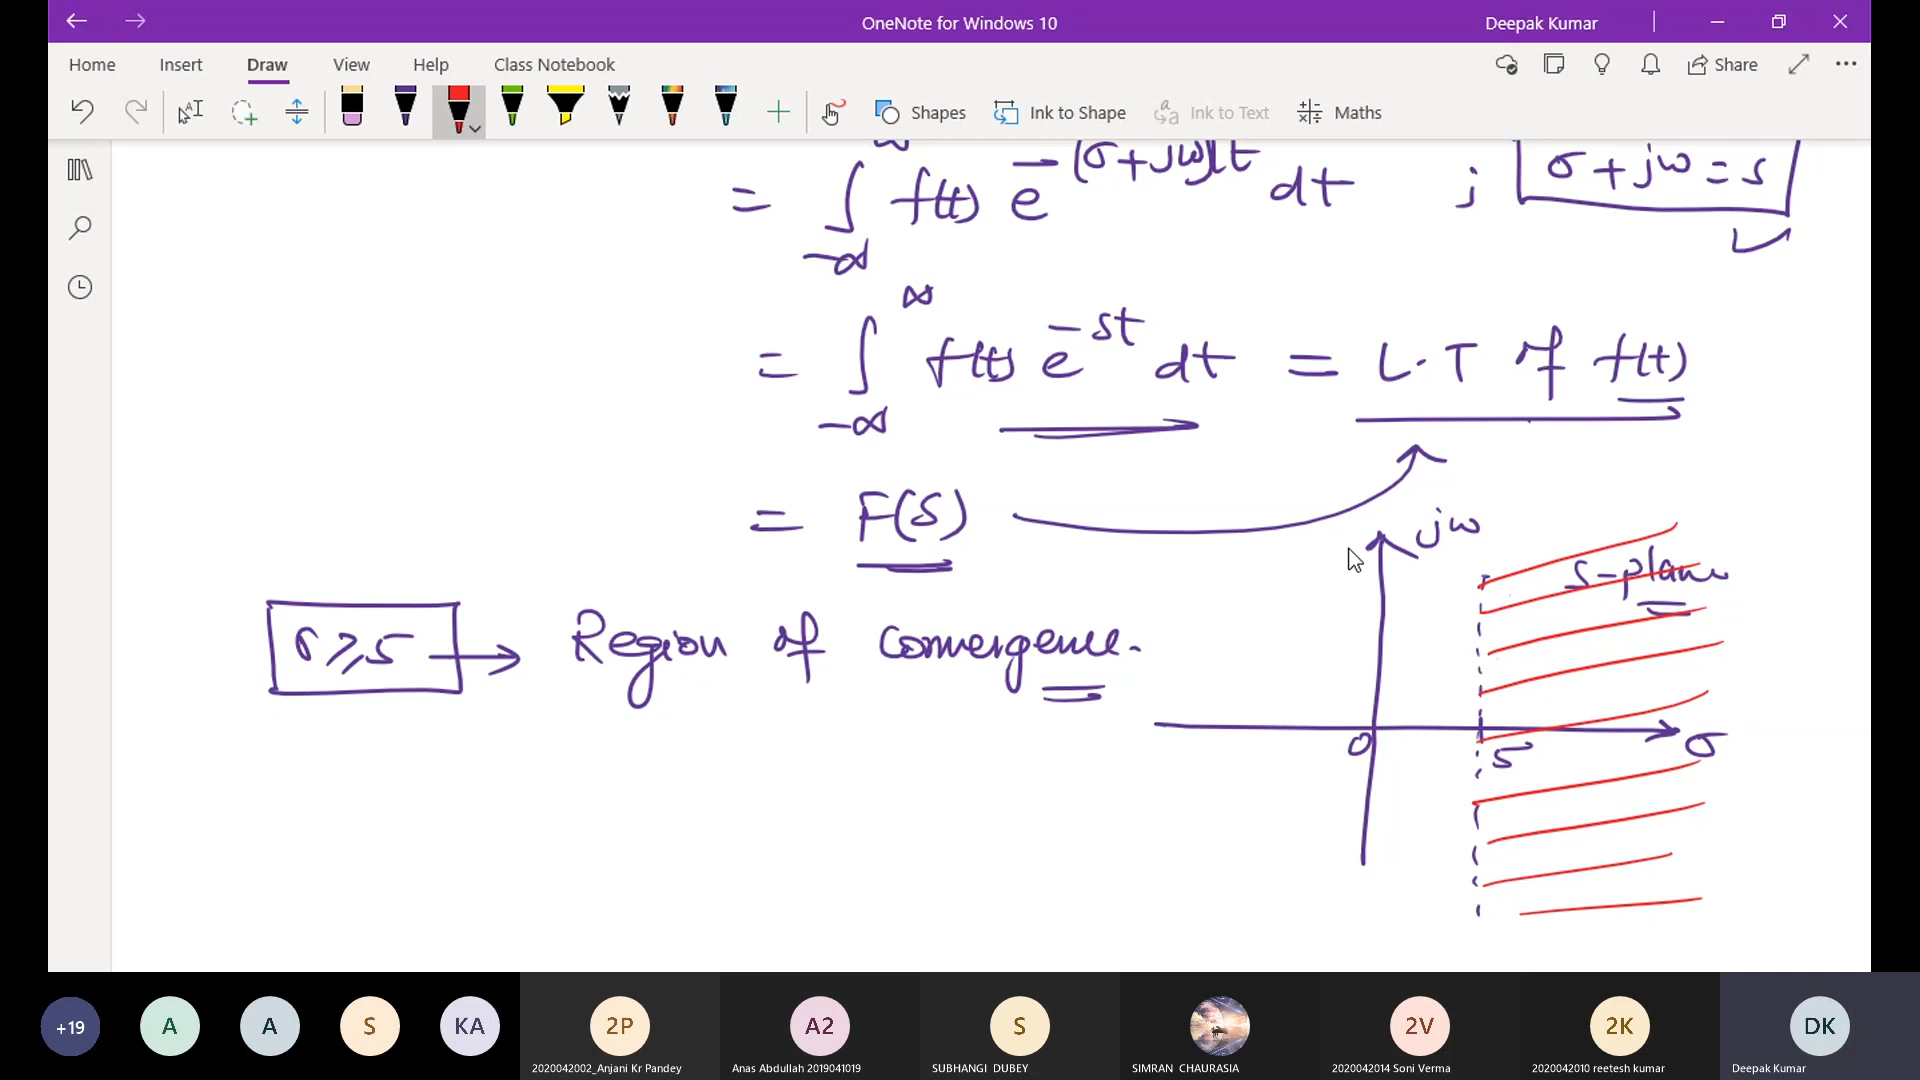 OneNote for Windows 10
Deepak Kumar
Home Insert Draw View Help Class Notebook
Share
Shapes Ink to Shape Ink to Text Maths
= ∫ f(t) e^-(σ+jω)t dt ; σ + jω = s
-∞
∞
= ∫ f(t) e^-st dt = L.T of f(t)
-∞
= F(S)
jω
s-plane
σ ≥ 5 → Region of convergence.
0 5 σ
+19 A A S KA 2P A2 S 2V 2K DK
2020042002_Anjani Kr Pandey Anas Abdullah 2019041019 SUBHANGI DUBEY SIMRAN CHAURASIA 2020042014 Soni Verma 2020042010 reetesh kumar Deepak Kumar